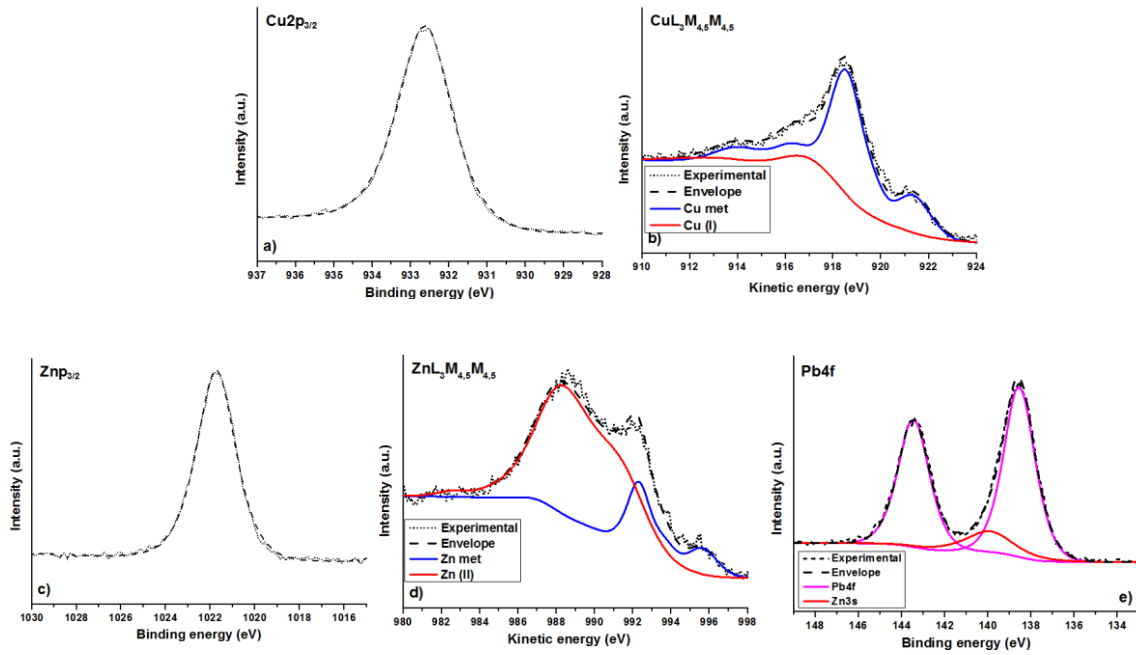 Cu2p3/2
Intensity (a.u.)
a)
937 936 935 934 933 932 931 930 929 928
Binding energy (eV)
CuL3M4,5M4,5
Intensity (a.u.)
Experimental
Envelope
Cu met
Cu (I)
b)
910 912 914 916 918 920 922 924
Kinetic energy (eV)
Znp3/2
Intensity (a.u.)
c)
1030 1028 1026 1024 1022 1020 1018 1016
Binding energy (eV)
ZnL3M4,5M4,5
Intensity (a.u.)
Experimental
Envelope
Zn met
Zn (II)
d)
980 982 984 986 988 990 992 994 996 998
Kinetic energy (eV)
Pb4f
Intensity (a.u.)
Experimental
Envelope
Pb4f
Zn3s
e)
148 146 144 142 140 138 136 134
Binding energy (eV)